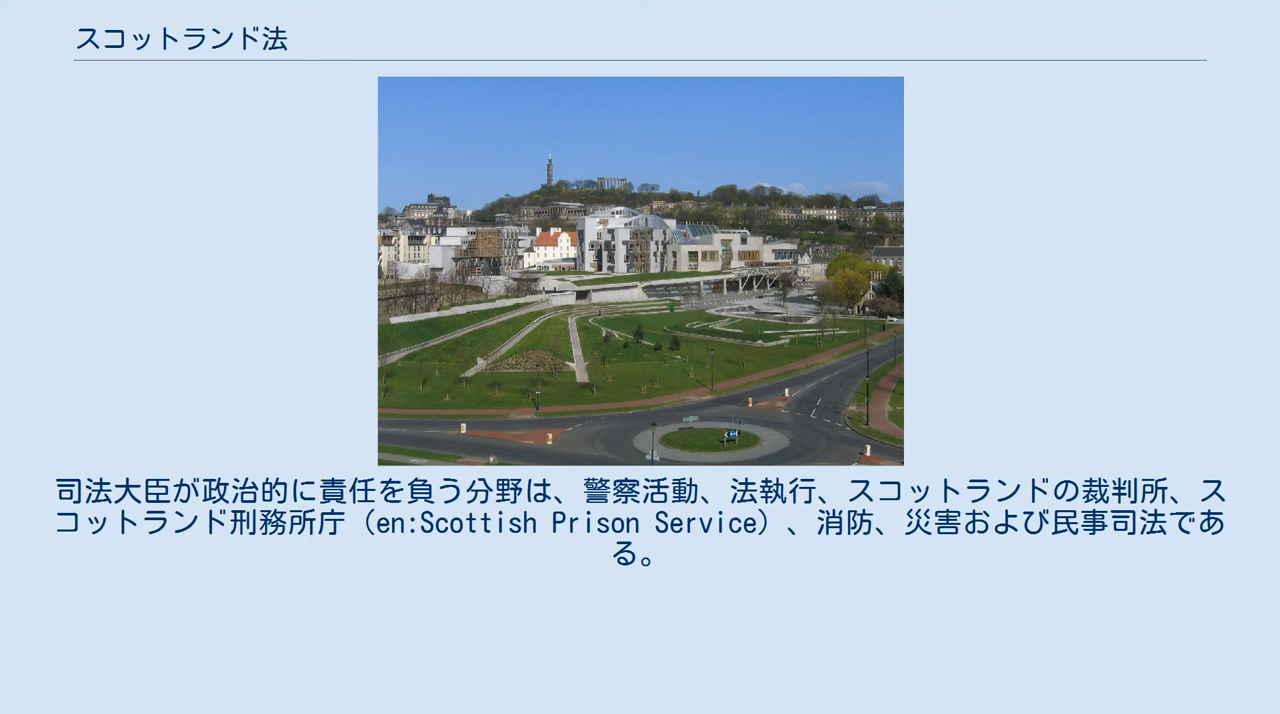 スコットランド法
司法大臣が政治的に責任を負う分野は、警察活動、法執行、スコットランドの裁判所、ス
コットランド刑務所庁（en:Scottish Prison Service）、消防、災害および民事司法であ
る。